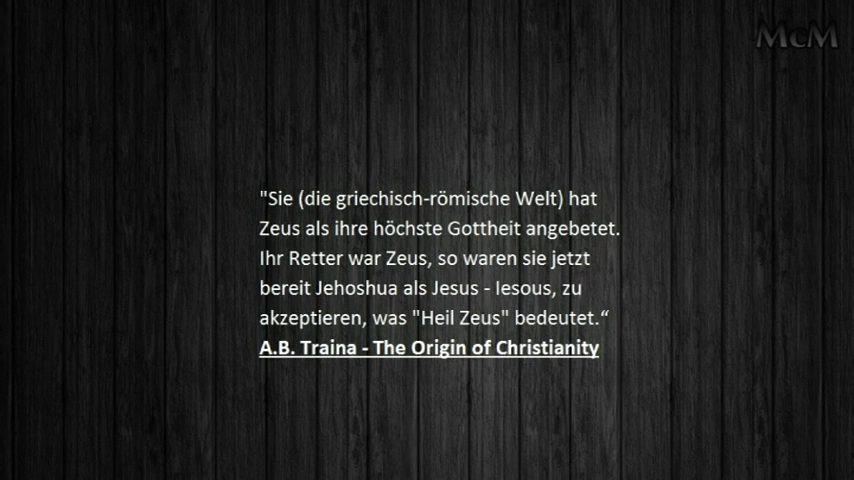 McM
"Sie (die griechisch-römische Welt) hat
Zeus als ihre höchste Gottheit angebetet.
Ihr Retter war Zeus, so waren sie jetzt
bereit Jehoshua als Jesus - Iesous, zu
akzeptieren, was "Heil Zeus" bedeutet.“
A.B. Traina - The Origin of Christianity